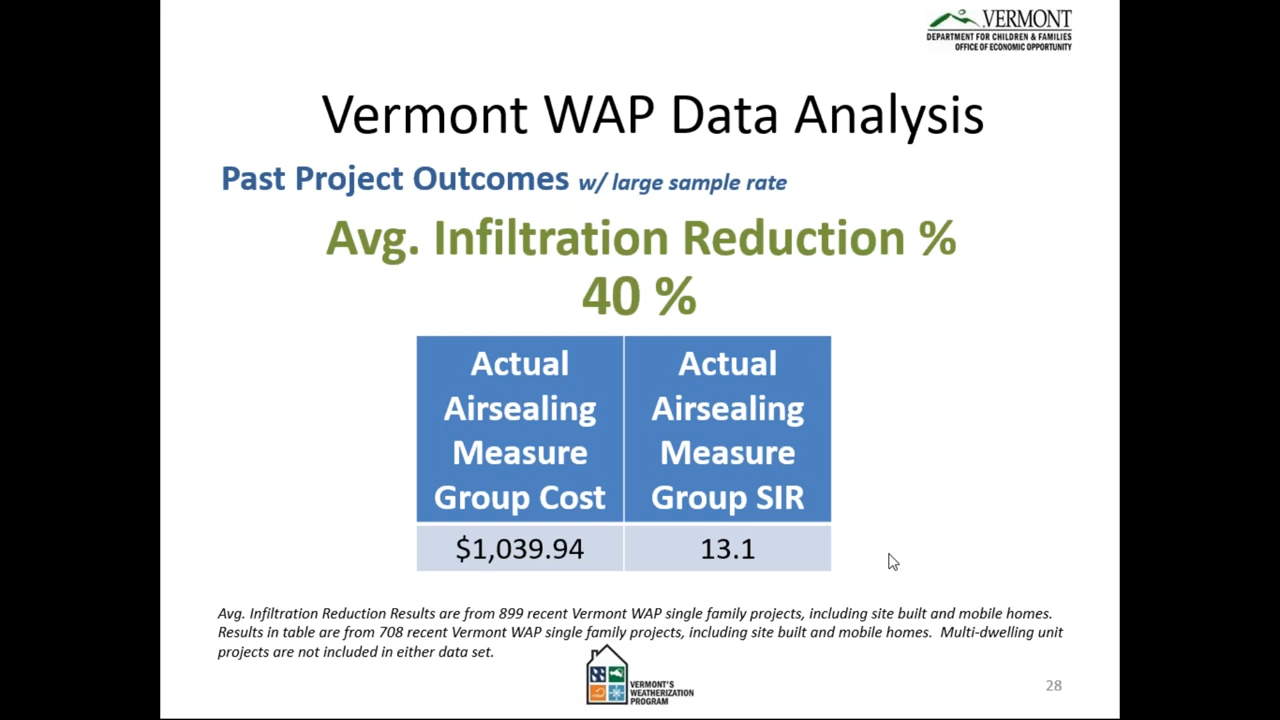 VERMONT
DEPARTMENT FOR CHILDREN & FAMILIES
OFFICE OF ECONOMIC OPPORTUNITY
Vermont WAP Data Analysis
Past Project Outcomes w/ large sample rate
Avg. Infiltration Reduction %
40 %
Actual
Airsealing
Measure
Group Cost
Actual
Airsealing
Measure
Group SIR
$1,039.94
13.1
Avg. Infiltration Reduction Results are from 899 recent Vermont WAP single family projects, including site built and mobile homes.
Results in table are from 708 recent Vermont WAP single family projects, including site built and mobile homes.  Multi-dwelling unit
projects are not included in either data set.
VERMONT'S
WEATHERIZATION
PROGRAM
28